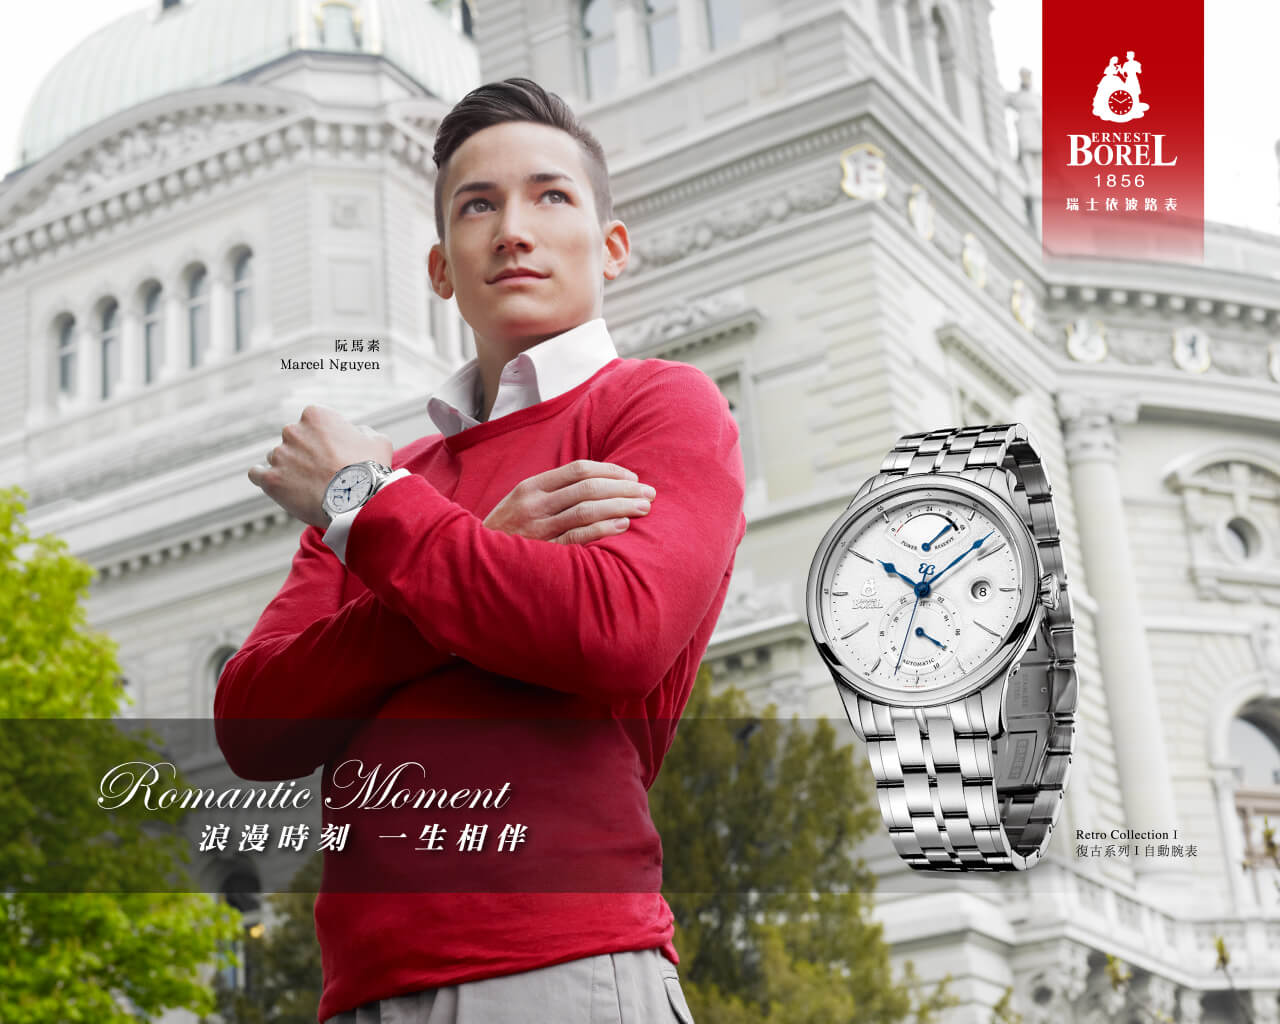 ERNEST
BOREL
1856
瑞士依波路表
阮馬素
Marcel Nguyen
POWER RESERVE
8
ERNEST
BOREL
AUTOMATIC
Romantic Moment
浪漫時刻 一生相伴
Retro Collection I
復古系列 I 自動腕表